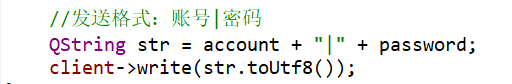 //发送格式：账号|密码
QString str = account + "|" + password;
client->write(str.toUtf8());